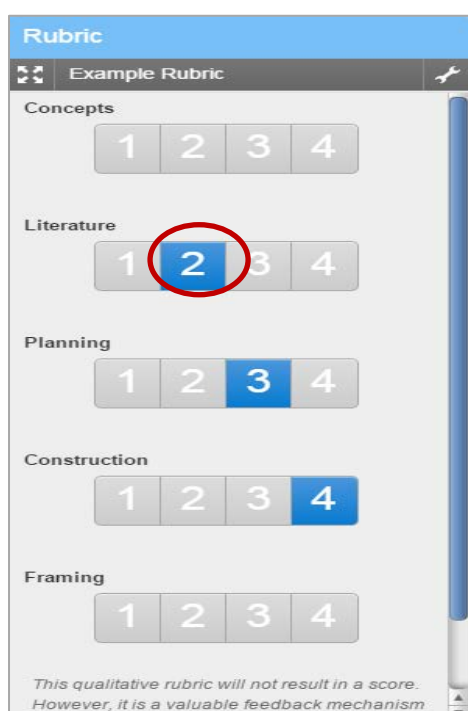 Rubric
Example Rubric
Concepts
1 2 3 4
Literature
1 2 3 4
Planning
1 2 3 4
Construction
1 2 3 4
Framing
1 2 3 4
This qualitative rubric will not result in a score.
However, it is a valuable feedback mechanism